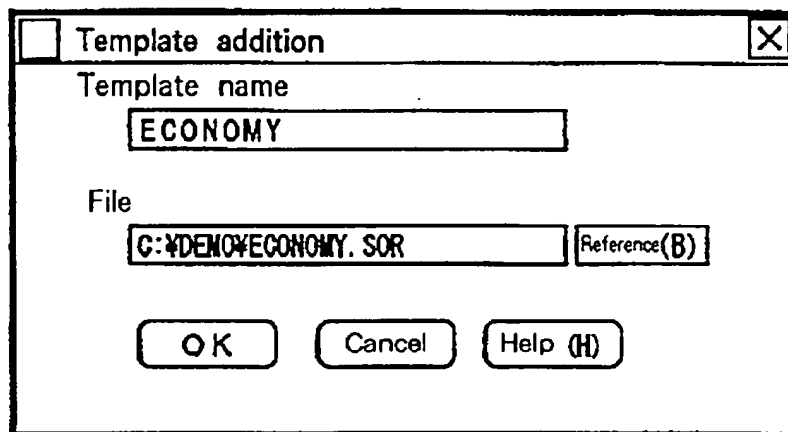 Template addition
Template name
ECONOMY
File
C:¥DEMO¥ECONOMY.SOR Reference(B)
OK Cancel Help (H)